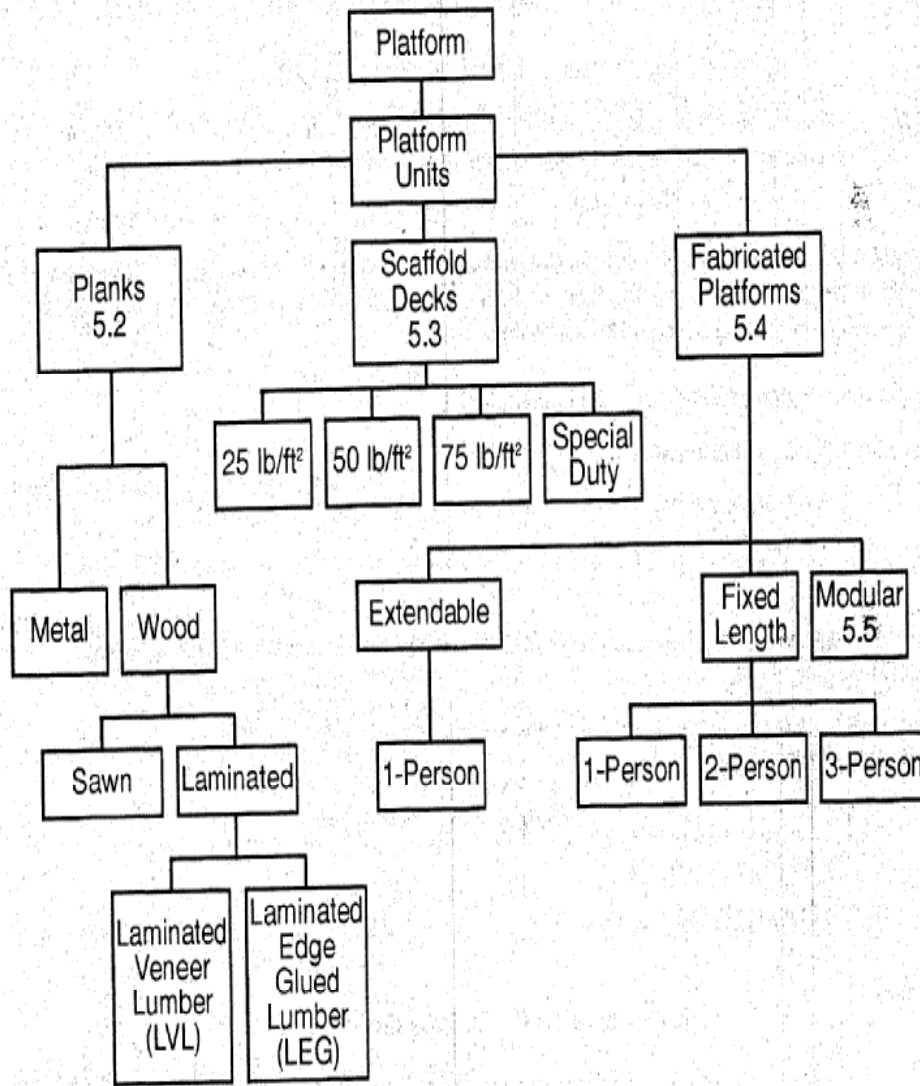 Platform
Platform
Units
Planks
5.2
Scaffold
Decks
5.3
Fabricated
Platforms
5.4
25 lb/ft²
50 lb/ft²
75 lb/ft²
Special
Duty
Metal
Wood
Extendable
Fixed
Length
Modular
5.5
Sawn
Laminated
1-Person
1-Person
2-Person
3-Person
Laminated
Veneer
Lumber
(LVL)
Laminated
Edge
Glued
Lumber
(LEG)